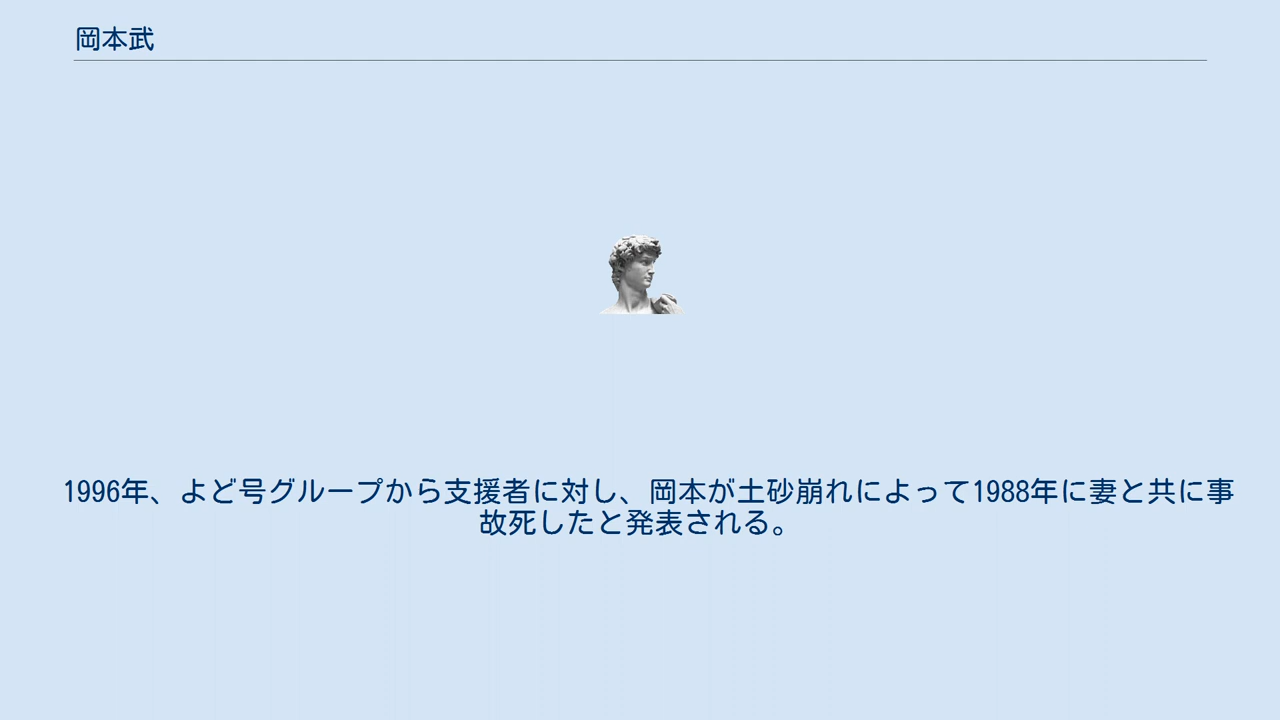 岡本武
1996年、よど号グループから支援者に対し、岡本が土砂崩れによって1988年に妻と共に事
故死したと発表される。